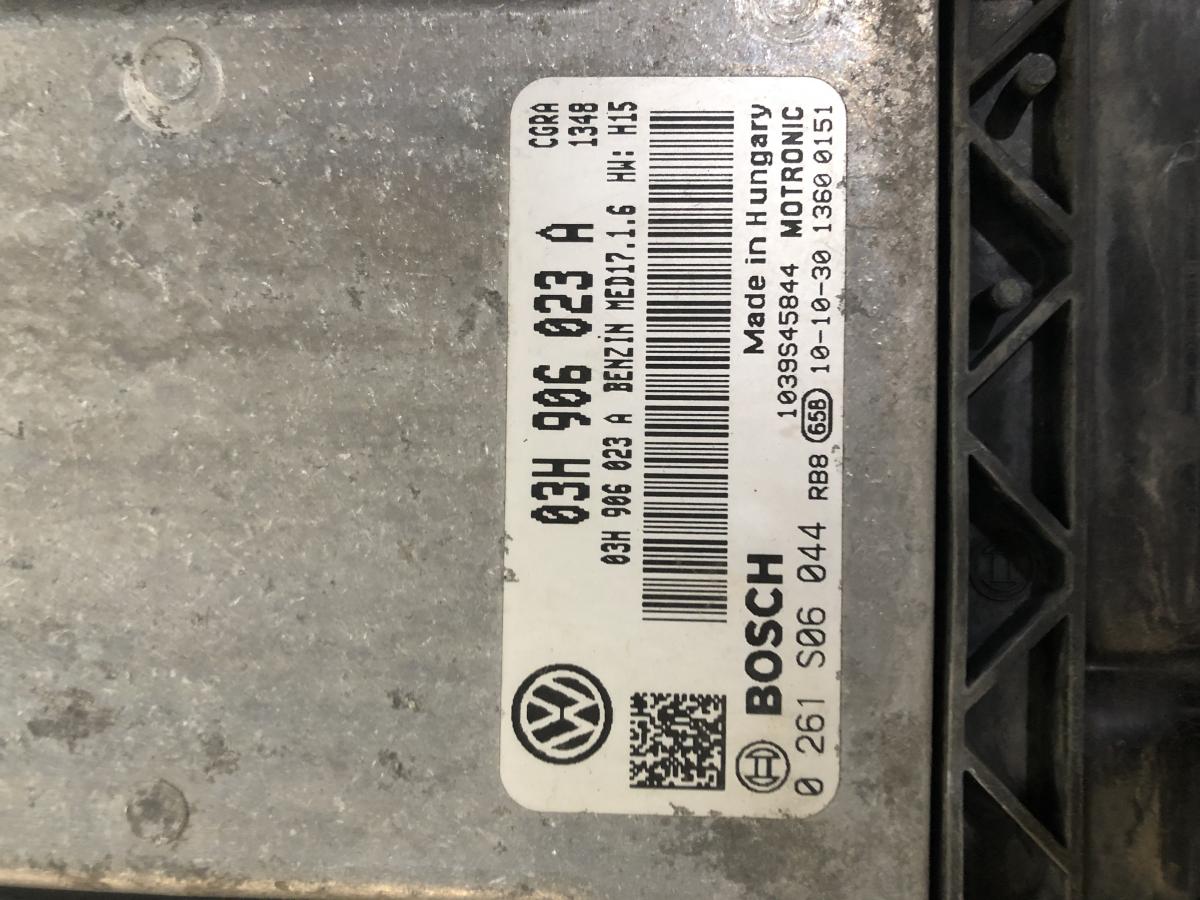 CGRA
03H 906 023 A 1348
03H 906 023 A BENZIN MED17.1.6 HW: H15
BOSCH Made in Hungary
1039S45844 MOTRONIC
0 261 S06 044 RB8 65B 10-10-30 1360 0151